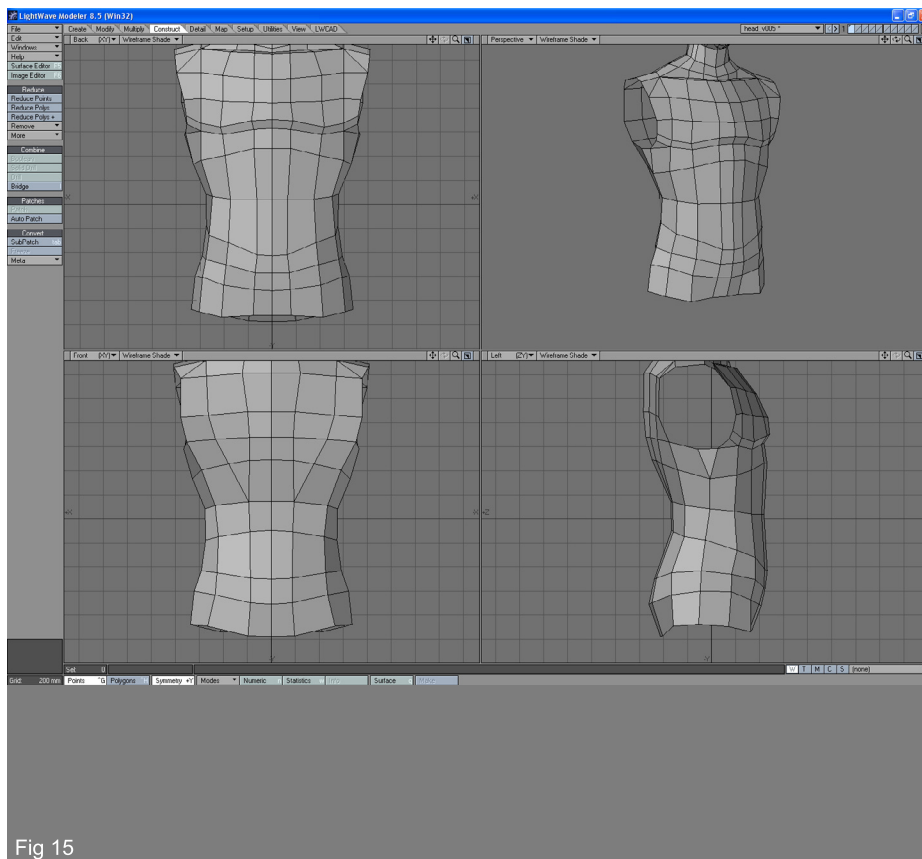 LightWave Modeler 8.5 (Win32)
File
Edit
Windows
Help
Surface Editor
Image Editor
Create Modify Multiply Construct Detail Map Setup Utilities View LWCAD
head_v005 *
1
Reduce
Reduce Points
Reduce Polys
Reduce Polys +
Remove
More
Combine
Bridge
Patches
Auto Patch
Convert
SubPatch tab
Meta
Back (XY) Wireframe Shade
Perspective Wireframe Shade
Front (XY) Wireframe Shade
Left (ZY) Wireframe Shade
Sel: 0
W T M C S (none)
Grid: 200 mm Points ^G Polygons H Symmetry +Y Modes Numeric Statistics Surface Make
Fig 15